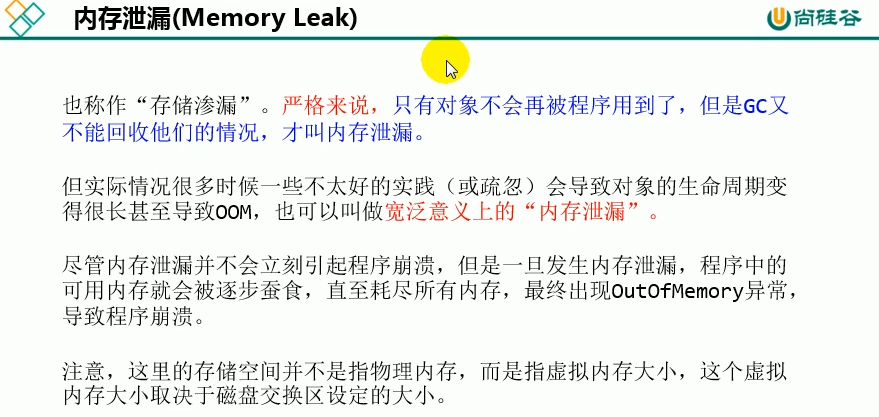 内存泄漏(Memory Leak)
尚硅谷
也称作“存储渗漏”。严格来说，只有对象不会再被程序用到了，但是GC又
不能回收他们的情况，才叫内存泄漏。
但实际情况很多时候一些不太好的实践（或疏忽）会导致对象的生命周期变
得很长甚至导致OOM，也可以叫做宽泛意义上的“内存泄漏”。
尽管内存泄漏并不会立刻引起程序崩溃，但是一旦发生内存泄漏，程序中的
可用内存就会被逐步蚕食，直至耗尽所有内存，最终出现OutOfMemory异常，
导致程序崩溃。
注意，这里的存储空间并不是指物理内存，而是指虚拟内存大小，这个虚拟
内存大小取决于磁盘交换区设定的大小。